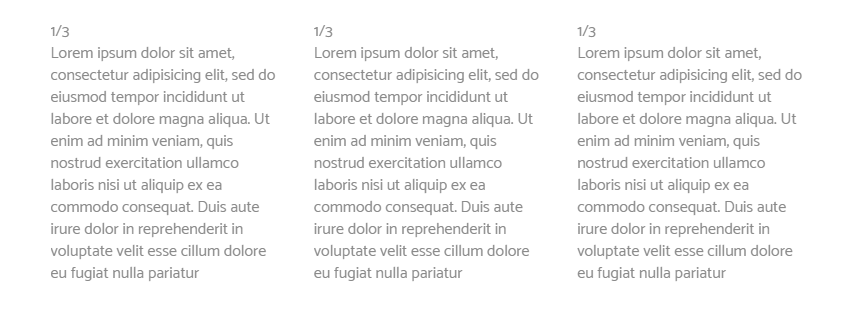 1/3
Lorem ipsum dolor sit amet,
consectetur adipisicing elit, sed do
eiusmod tempor incididunt ut
labore et dolore magna aliqua. Ut
enim ad minim veniam, quis
nostrud exercitation ullamco
laboris nisi ut aliquip ex ea
commodo consequat. Duis aute
irure dolor in reprehenderit in
voluptate velit esse cillum dolore
eu fugiat nulla pariatur
1/3
Lorem ipsum dolor sit amet,
consectetur adipisicing elit, sed do
eiusmod tempor incididunt ut
labore et dolore magna aliqua. Ut
enim ad minim veniam, quis
nostrud exercitation ullamco
laboris nisi ut aliquip ex ea
commodo consequat. Duis aute
irure dolor in reprehenderit in
voluptate velit esse cillum dolore
eu fugiat nulla pariatur
1/3
Lorem ipsum dolor sit amet,
consectetur adipisicing elit, sed do
eiusmod tempor incididunt ut
labore et dolore magna aliqua. Ut
enim ad minim veniam, quis
nostrud exercitation ullamco
laboris nisi ut aliquip ex ea
commodo consequat. Duis aute
irure dolor in reprehenderit in
voluptate velit esse cillum dolore
eu fugiat nulla pariatur